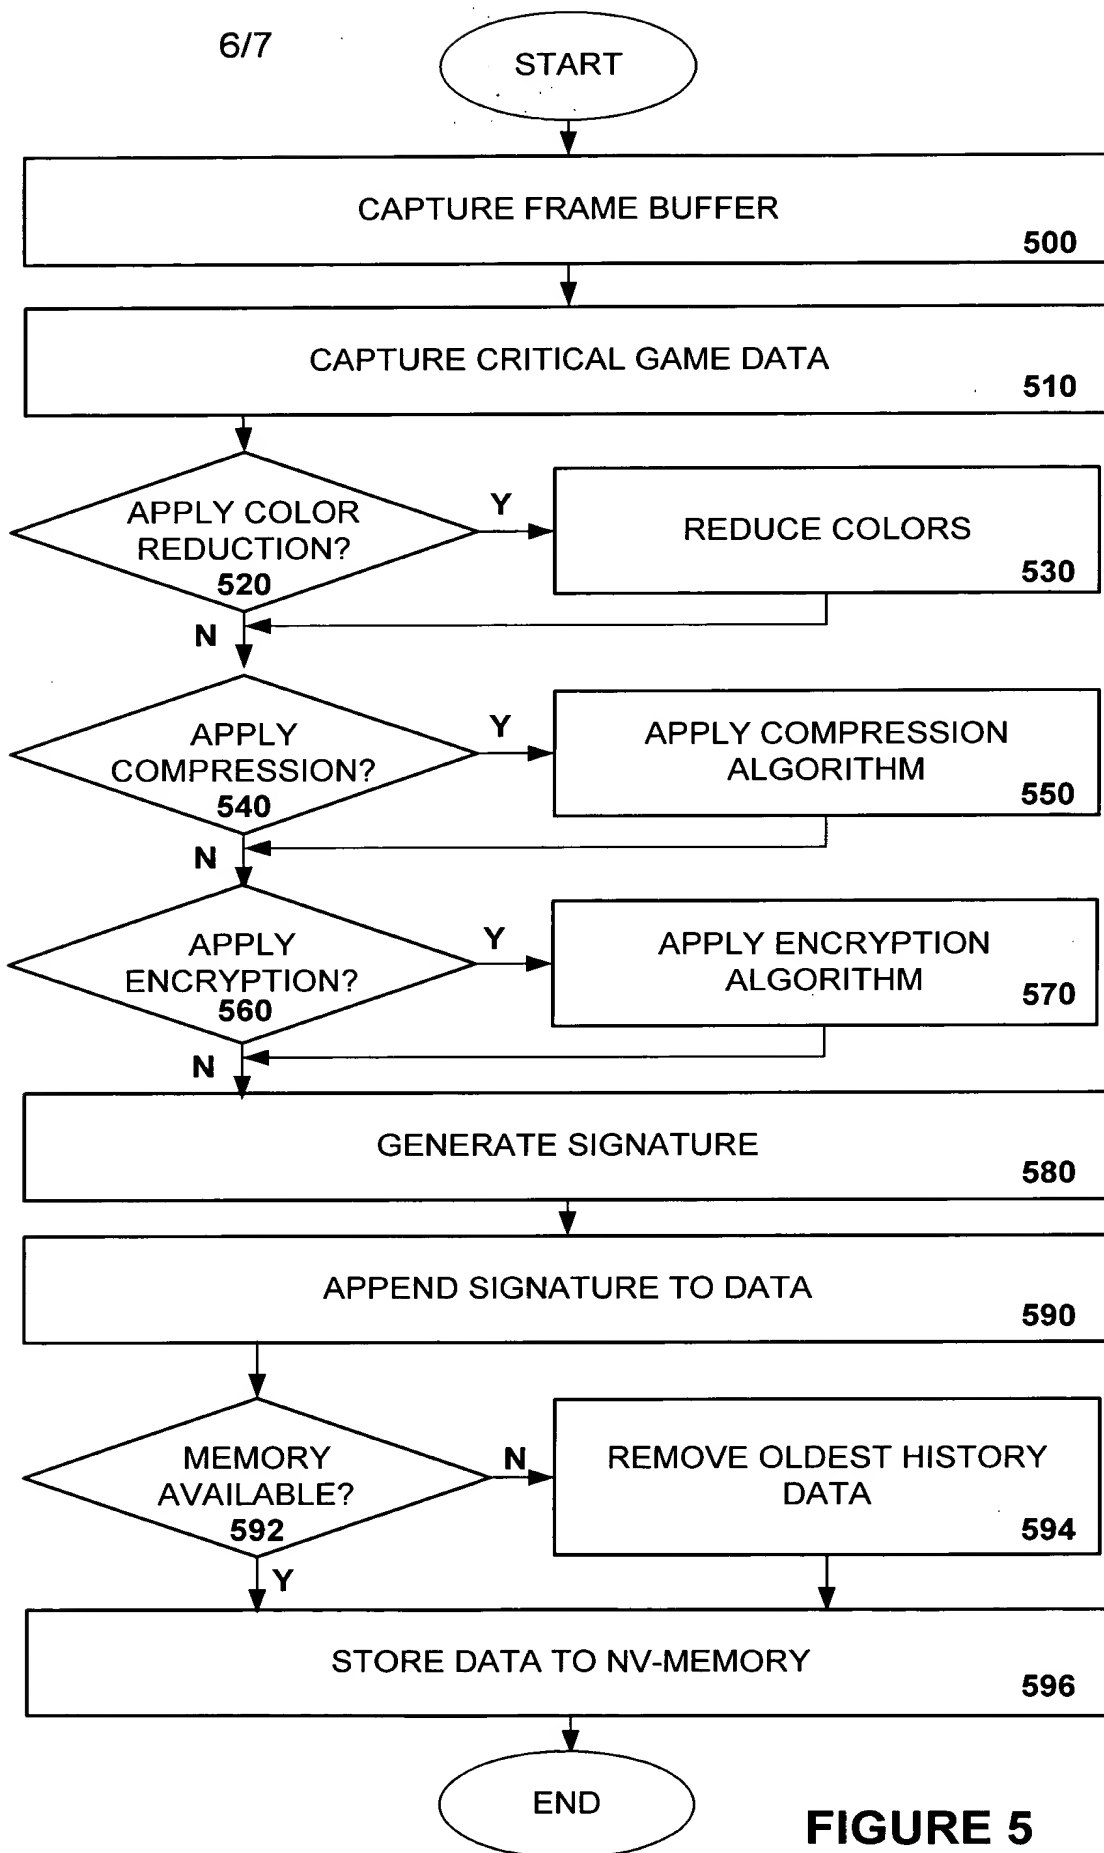 6/7
START
CAPTURE FRAME BUFFER
500
CAPTURE CRITICAL GAME DATA
510
APPLY COLOR
REDUCTION?
520
Y
REDUCE COLORS
530
N
APPLY
COMPRESSION?
540
Y
APPLY COMPRESSION
ALGORITHM
550
N
APPLY
ENCRYPTION?
560
Y
APPLY ENCRYPTION
ALGORITHM
570
N
GENERATE SIGNATURE
580
APPEND SIGNATURE TO DATA
590
MEMORY
AVAILABLE?
592
N
REMOVE OLDEST HISTORY
DATA
594
Y
STORE DATA TO NV-MEMORY
596
END
FIGURE 5